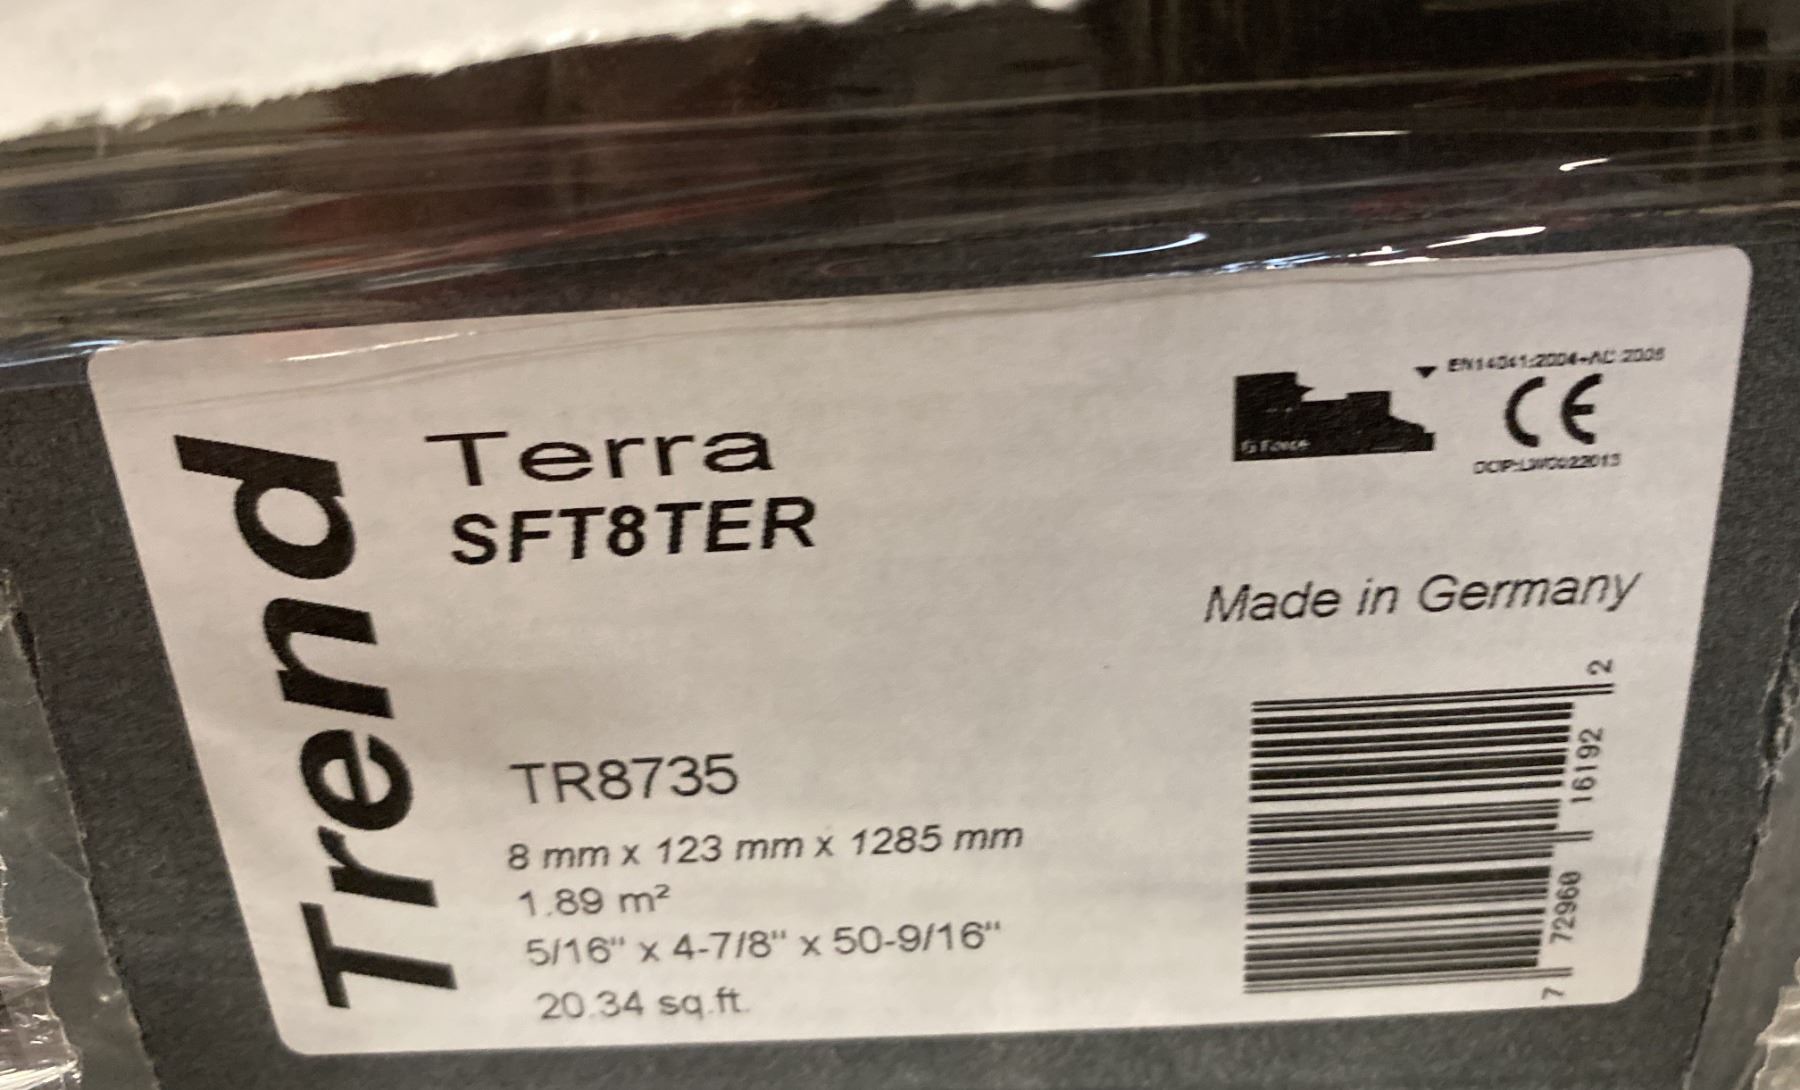 Trend
Terra
SFT8TER
EN14041:2004+AC:2006
CE
Made in Germany
TR8735
8 mm x 123 mm x 1285 mm
1.89 m²
5/16" x 4-7/8" x 50-9/16"
20.34 sq.ft.
7 72960 16192 2